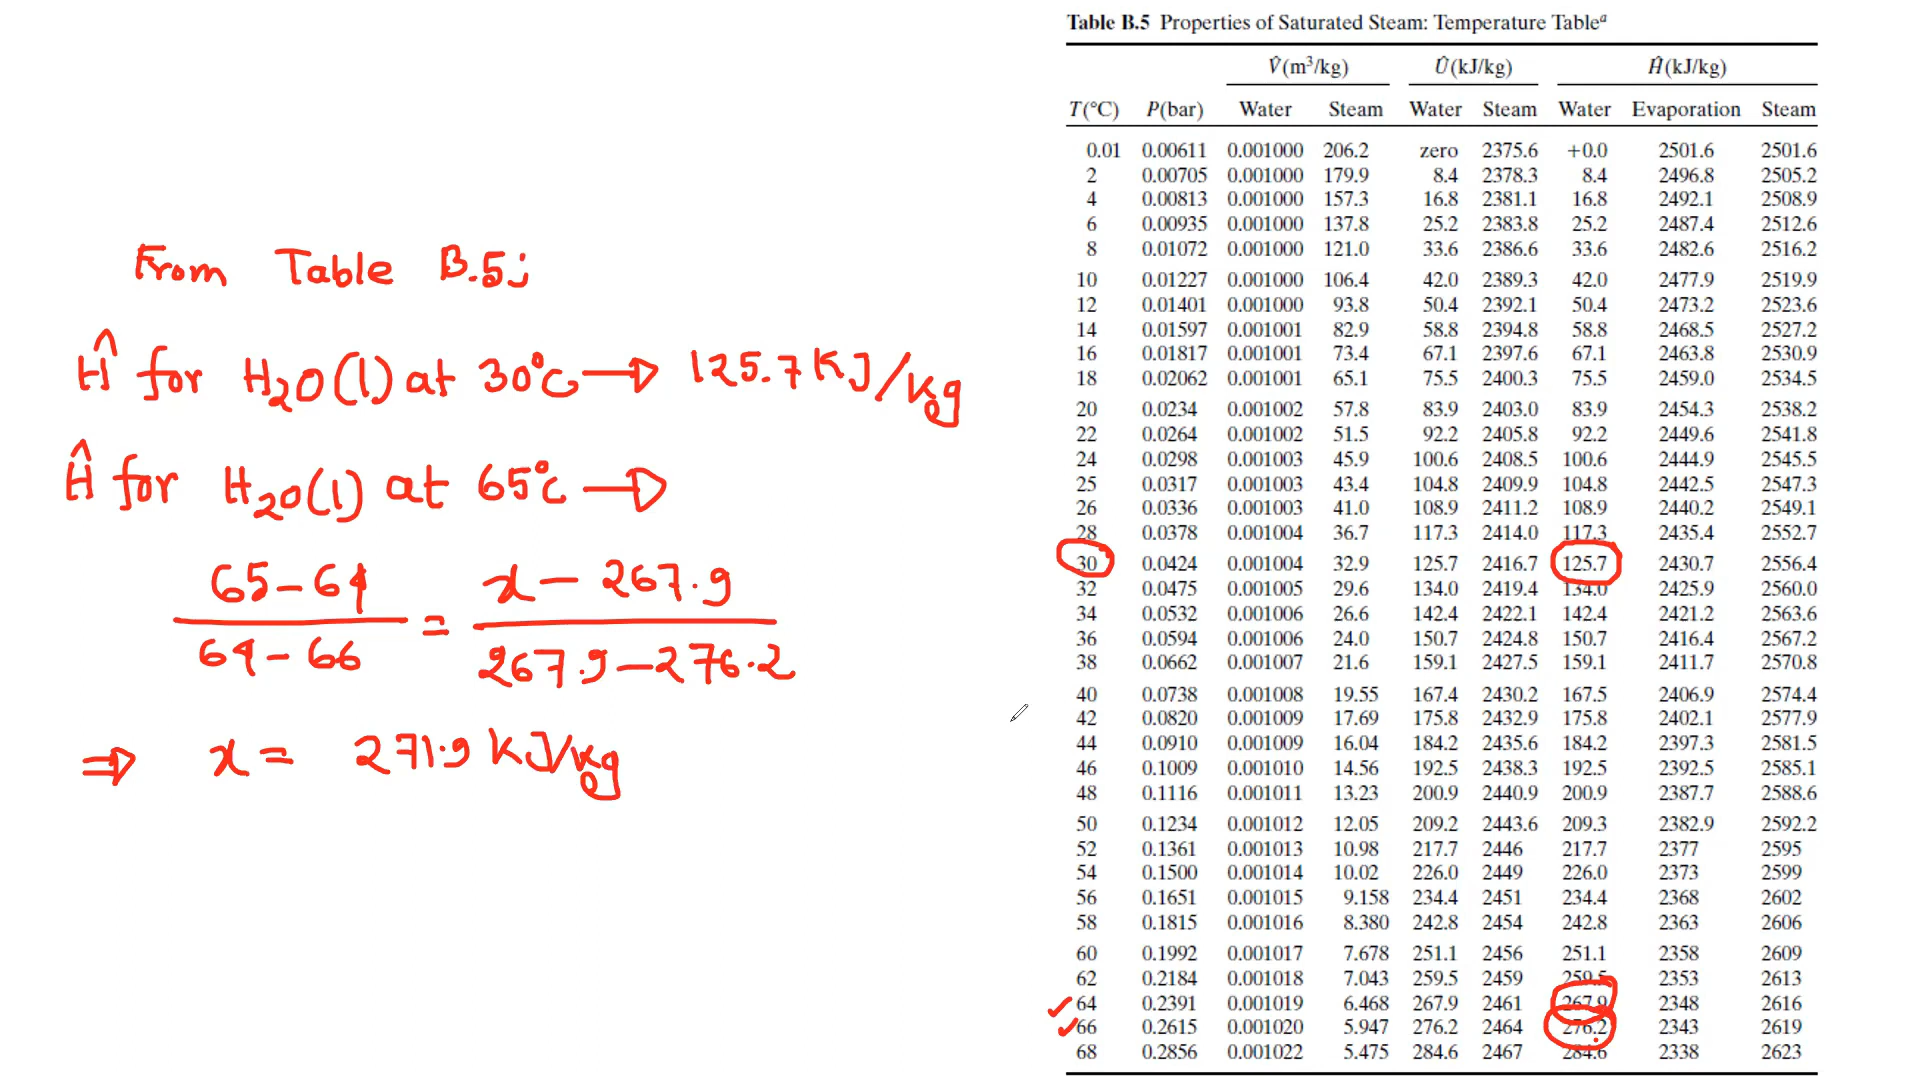 From Table B.5;
Ĥ for H₂O(l) at 30°C → 125.7 KJ/kg
Ĥ for H₂O(l) at 65°C →
65-64 / 64-66 = x - 267.9 / 267.9-276.2
⇒ x = 271.9 KJ/kg
Table B.5 Properties of Saturated Steam: Temperature Tableᵃ
V̂(m³/kg) Û(kJ/kg) Ĥ(kJ/kg)
T(°C) P(bar) Water Steam Water Steam Water Evaporation Steam
0.01 0.00611 0.001000 206.2 zero 2375.6 +0.0 2501.6 2501.6
2 0.00705 0.001000 179.9 8.4 2378.3 8.4 2496.8 2505.2
4 0.00813 0.001000 157.3 16.8 2381.1 16.8 2492.1 2508.9
6 0.00935 0.001000 137.8 25.2 2383.8 25.2 2487.4 2512.6
8 0.01072 0.001000 121.0 33.6 2386.6 33.6 2482.6 2516.2
10 0.01227 0.001000 106.4 42.0 2389.3 42.0 2477.9 2519.9
12 0.01401 0.001000 93.8 50.4 2392.1 50.4 2473.2 2523.6
14 0.01597 0.001001 82.9 58.8 2394.8 58.8 2468.5 2527.2
16 0.01817 0.001001 73.4 67.1 2397.6 67.1 2463.8 2530.9
18 0.02062 0.001001 65.1 75.5 2400.3 75.5 2459.0 2534.5
20 0.0234 0.001002 57.8 83.9 2403.0 83.9 2454.3 2538.2
22 0.0264 0.001002 51.5 92.2 2405.8 92.2 2449.6 2541.8
24 0.0298 0.001003 45.9 100.6 2408.5 100.6 2444.9 2545.5
25 0.0317 0.001003 43.4 104.8 2409.9 104.8 2442.5 2547.3
26 0.0336 0.001003 41.0 108.9 2411.2 108.9 2440.2 2549.1
28 0.0378 0.001004 36.7 117.3 2414.0 117.3 2435.4 2552.7
30 0.0424 0.001004 32.9 125.7 2416.7 125.7 2430.7 2556.4
32 0.0475 0.001005 29.6 134.0 2419.4 134.0 2425.9 2560.0
34 0.0532 0.001006 26.6 142.4 2422.1 142.4 2421.2 2563.6
36 0.0594 0.001006 24.0 150.7 2424.8 150.7 2416.4 2567.2
38 0.0662 0.001007 21.6 159.1 2427.5 159.1 2411.7 2570.8
40 0.0738 0.001008 19.55 167.4 2430.2 167.5 2406.9 2574.4
42 0.0820 0.001009 17.69 175.8 2432.9 175.8 2402.1 2577.9
44 0.0910 0.001009 16.04 184.2 2435.6 184.2 2397.3 2581.5
46 0.1009 0.001010 14.56 192.5 2438.3 192.5 2392.5 2585.1
48 0.1116 0.001011 13.23 200.9 2440.9 200.9 2387.7 2588.6
50 0.1234 0.001012 12.05 209.2 2443.6 209.3 2382.9 2592.2
52 0.1361 0.001013 10.98 217.7 2446 217.7 2377 2595
54 0.1500 0.001014 10.02 226.0 2449 226.0 2373 2599
56 0.1651 0.001015 9.158 234.4 2451 234.4 2368 2602
58 0.1815 0.001016 8.380 242.8 2454 242.8 2363 2606
60 0.1992 0.001017 7.678 251.1 2456 251.1 2358 2609
62 0.2184 0.001018 7.043 259.5 2459 259.5 2353 2613
64 0.2391 0.001019 6.468 267.9 2461 267.9 2348 2616
66 0.2615 0.001020 5.947 276.2 2464 276.2 2343 2619
68 0.2856 0.001022 5.475 284.6 2467 284.6 2338 2623